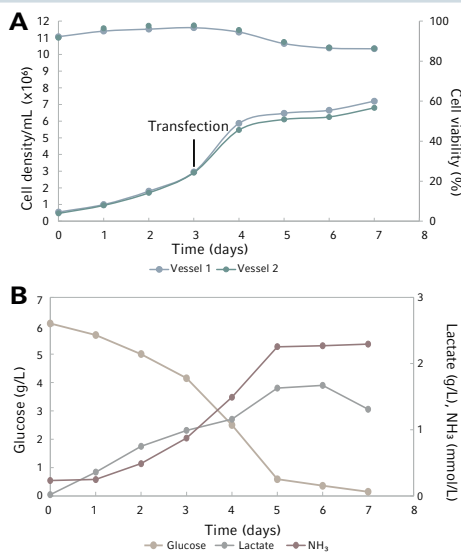 A
Cell density/mL (x10⁶)
12
11
10
9
8
7
6
5
4
3
2
1
0
100
80
60
40
20
0
Cell viability (%)
Transfection
0 1 2 3 4 5 6 7 8
Time (days)
Vessel 1 Vessel 2
B
Glucose (g/L)
7
6
5
4
3
2
1
0
3
2
1
0
Lactate (g/L), NH₃ (mmol/L)
0 1 2 3 4 5 6 7 8
Time (days)
Glucose Lactate NH₃